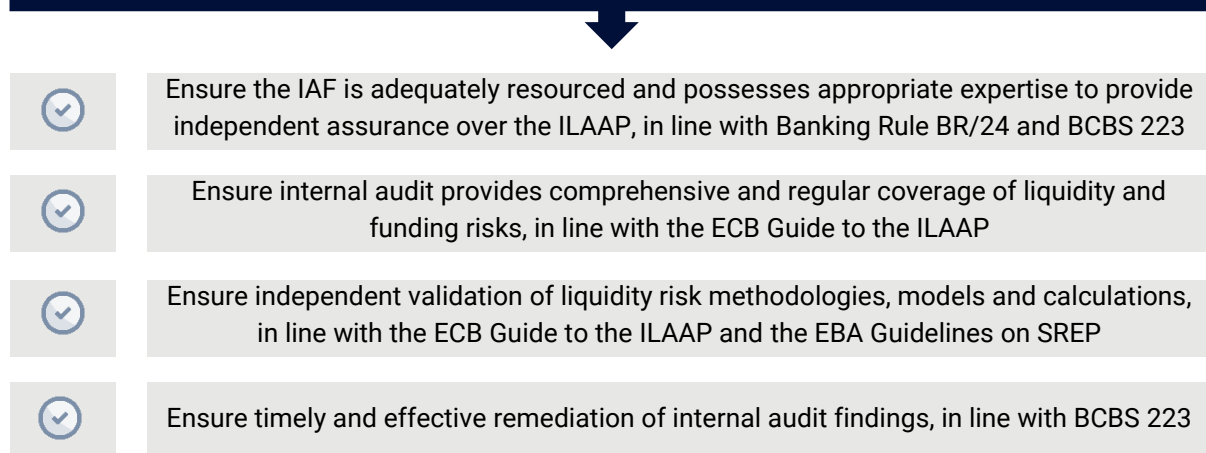 Ensure the IAF is adequately resourced and possesses appropriate expertise to provide
independent assurance over the ILAAP, in line with Banking Rule BR/24 and BCBS 223
Ensure internal audit provides comprehensive and regular coverage of liquidity and
funding risks, in line with the ECB Guide to the ILAAP
Ensure independent validation of liquidity risk methodologies, models and calculations,
in line with the ECB Guide to the ILAAP and the EBA Guidelines on SREP
Ensure timely and effective remediation of internal audit findings, in line with BCBS 223